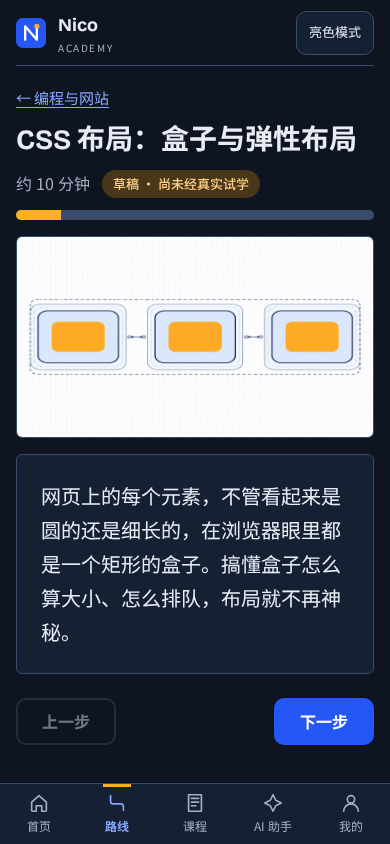 Nico
ACADEMY
亮色模式
← 编程与网站
CSS 布局：盒子与弹性布局
约 10 分钟
草稿 · 尚未经真实试学
网页上的每个元素，不管看起来是
圆的还是细长的，在浏览器眼里都
是一个矩形的盒子。搞懂盒子怎么
算大小、怎么排队，布局就不再神
秘。
上一步
下一步
首页
路线
课程
AI 助手
我的